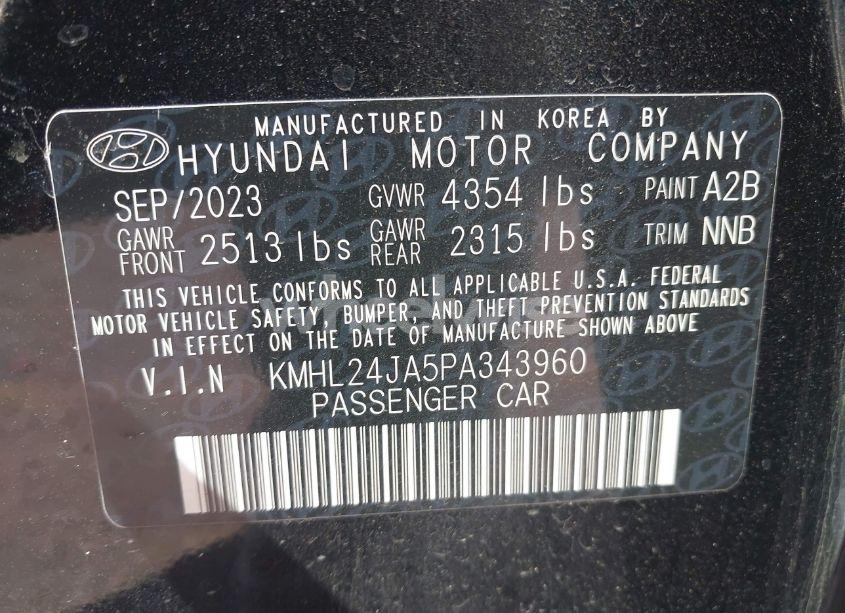 MANUFACTURED IN KOREA BY
HYUNDAI MOTOR COMPANY
SEP/2023 GVWR 4354 lbs PAINT A2B
GAWR FRONT 2513 lbs GAWR REAR 2315 lbs TRIM NNB
THIS VEHICLE CONFORMS TO ALL APPLICABLE U.S.A. FEDERAL
MOTOR VEHICLE SAFETY, BUMPER, AND THEFT PREVENTION STANDARDS
IN EFFECT ON THE DATE OF MANUFACTURE SHOWN ABOVE
V.I.N KMHL24JA5PA343960
PASSENGER CAR